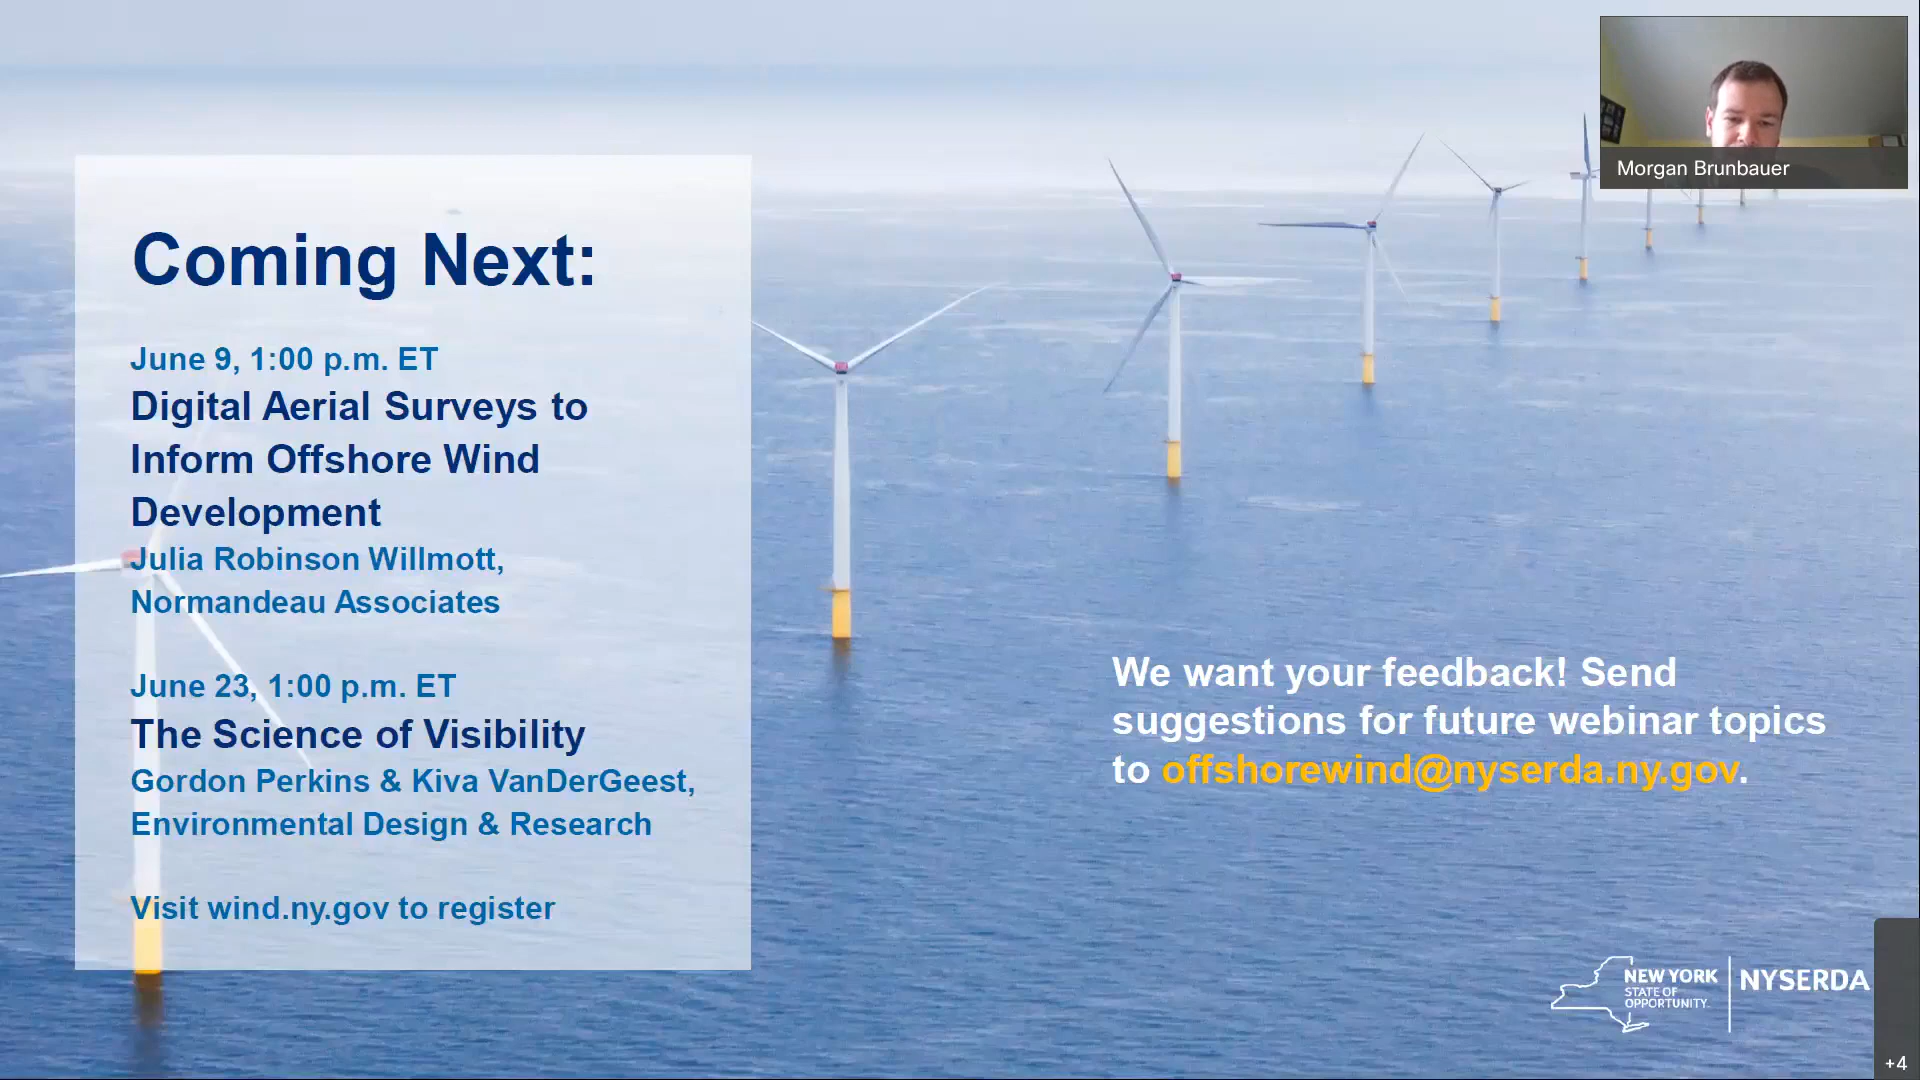 Morgan Brunbauer
Coming Next:
June 9, 1:00 p.m. ET
Digital Aerial Surveys to
Inform Offshore Wind
Development
Julia Robinson Willmott,
Normandeau Associates
June 23, 1:00 p.m. ET
The Science of Visibility
Gordon Perkins & Kiva VanDerGeest,
Environmental Design & Research
Visit wind.ny.gov to register
We want your feedback! Send
suggestions for future webinar topics
to offshorewind@nyserda.ny.gov.
NEW YORK
STATE OF
OPPORTUNITY.
NYSERDA
+4